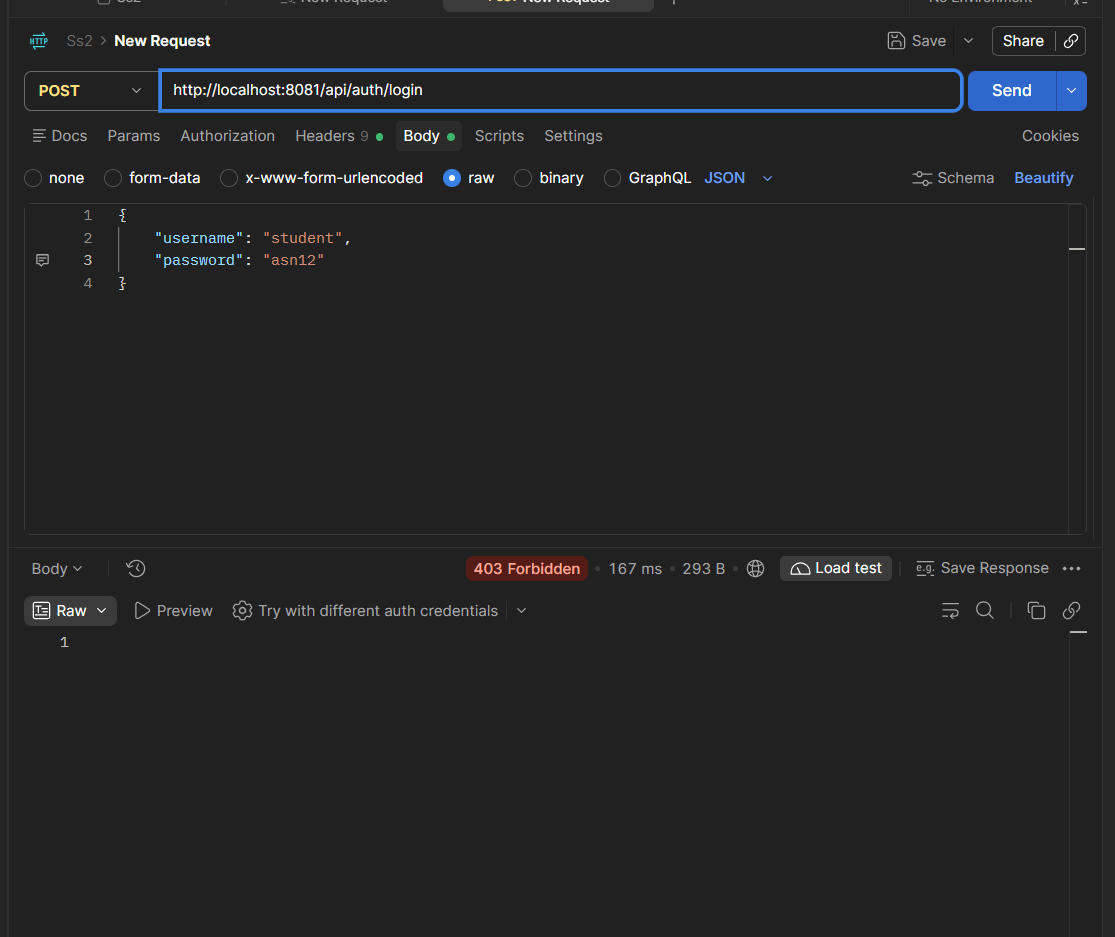 HTTP Ss2 > New Request Save Share
POST http://localhost:8081/api/auth/login Send
Docs Params Authorization Headers 9 Body Scripts Settings Cookies
none form-data x-www-form-urlencoded raw binary GraphQL JSON Schema Beautify
1 {
2 "username": "student",
3 "password": "asn12"
4 }
Body 403 Forbidden • 167 ms • 293 B • Load test e.g. Save Response
Raw Preview Try with different auth credentials
1